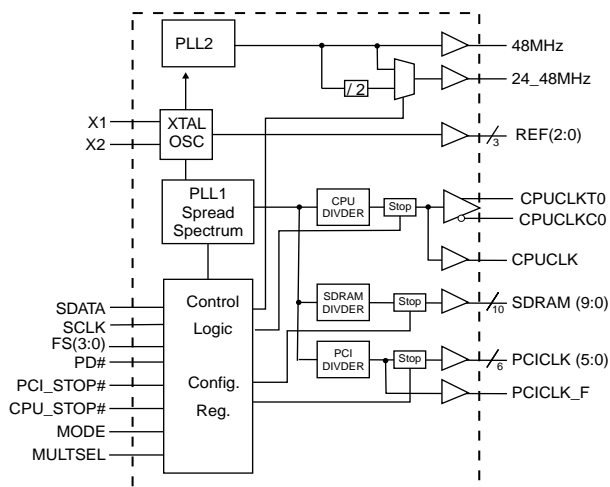 PLL2
48MHz
/ 2
24_48MHz
X1
X2
XTAL
OSC
3
REF(2:0)
PLL1
Spread
Spectrum
CPU
DIVDER
Stop
CPUCLKT0
CPUCLKC0
CPUCLK
SDATA
SCLK
FS(3:0)
PD#
PCI_STOP#
CPU_STOP#
MODE
MULTSEL
Control
Logic
Config.
Reg.
SDRAM
DIVDER
Stop
10
SDRAM (9:0)
PCI
DIVDER
Stop
6
PCICLK (5:0)
PCICLK_F